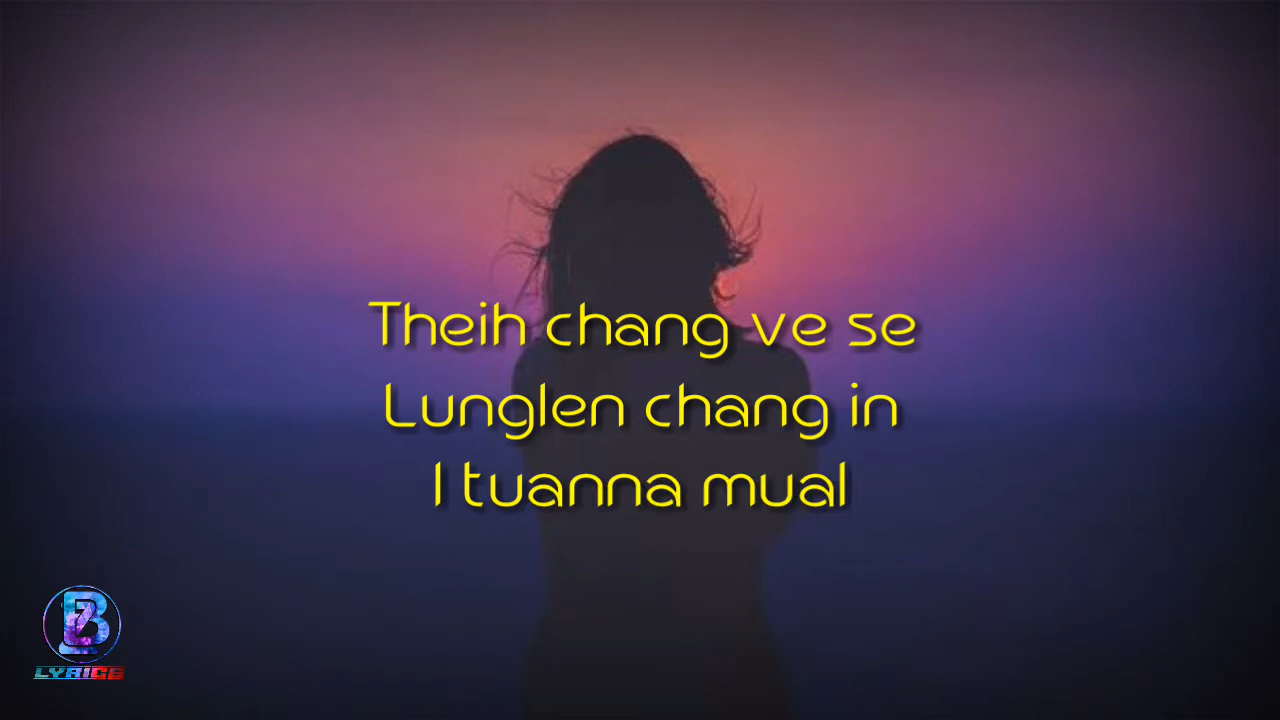 Theih chang ve se
Lunglen chang in
I tuanna mual
LYRICS